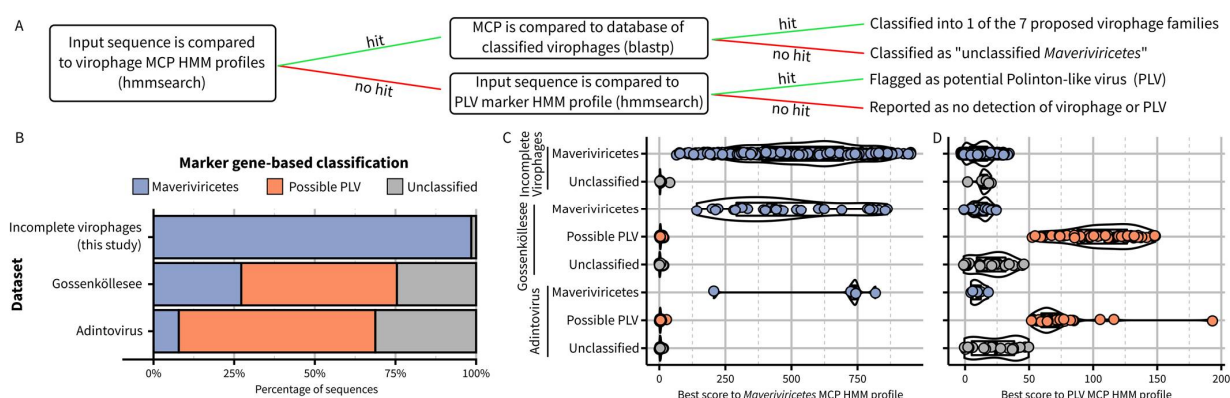 A
Input sequence is compared
to virophage MCP HMM profiles
(hmmsearch)
hit
no hit
MCP is compared to database of
classified virophages (blastp)
Input sequence is compared to
PLV marker HMM profile (hmmsearch)
hit
no hit
hit
no hit
Classified into 1 of the 7 proposed virophage families
Classified as "unclassified Maveriviricetes"
Flagged as potential Polinton-like virus (PLV)
Reported as no detection of virophage or PLV
B
Marker gene-based classification
Maveriviricetes
Possible PLV
Unclassified
Dataset
Incomplete virophages
(this study)
Gossenköllesee
Adintovirus
0%
25%
50%
75%
100%
Percentage of sequences
C
Incomplete
Virophages
Maveriviricetes
Unclassified
Gossenköllesee
Maveriviricetes
Possible PLV
Unclassified
Adintovirus
Maveriviricetes
Possible PLV
Unclassified
0
250
500
750
Best score to Maveriviricetes MCP HMM profile
D
0
50
100
150
200
Best score to PLV MCP HMM profile